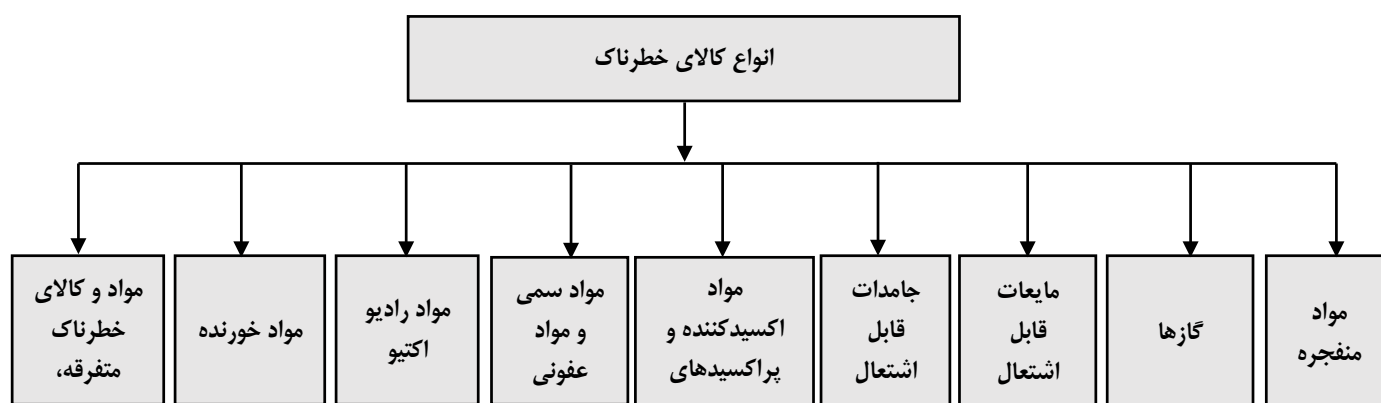 انواع کالای خطرناک
مواد
منفجره
گازها
مایعات
قابل
اشتعال
جامدات
قابل
اشتعال
مواد
اکسیدکننده و
پراکسیدهای
مواد سمی
و مواد
عفونی
مواد رادیو
اکتیو
مواد خورنده
مواد و کالای
خطرناک
متفرقه،